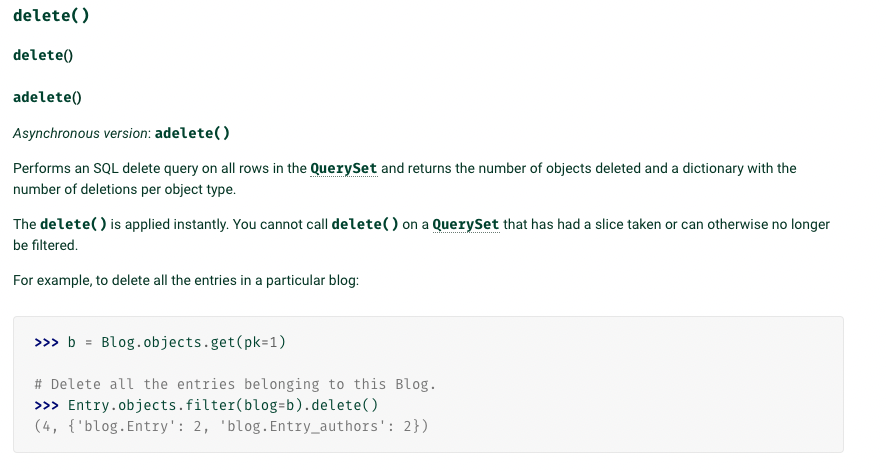 delete()
delete()
adelete()
Asynchronous version: adelete()
Performs an SQL delete query on all rows in the QuerySet and returns the number of objects deleted and a dictionary with the
number of deletions per object type.
The delete() is applied instantly. You cannot call delete() on a QuerySet that has had a slice taken or can otherwise no longer
be filtered.
For example, to delete all the entries in a particular blog:
>>> b = Blog.objects.get(pk=1)
# Delete all the entries belonging to this Blog.
>>> Entry.objects.filter(blog=b).delete()
(4, {'blog.Entry': 2, 'blog.Entry_authors': 2})